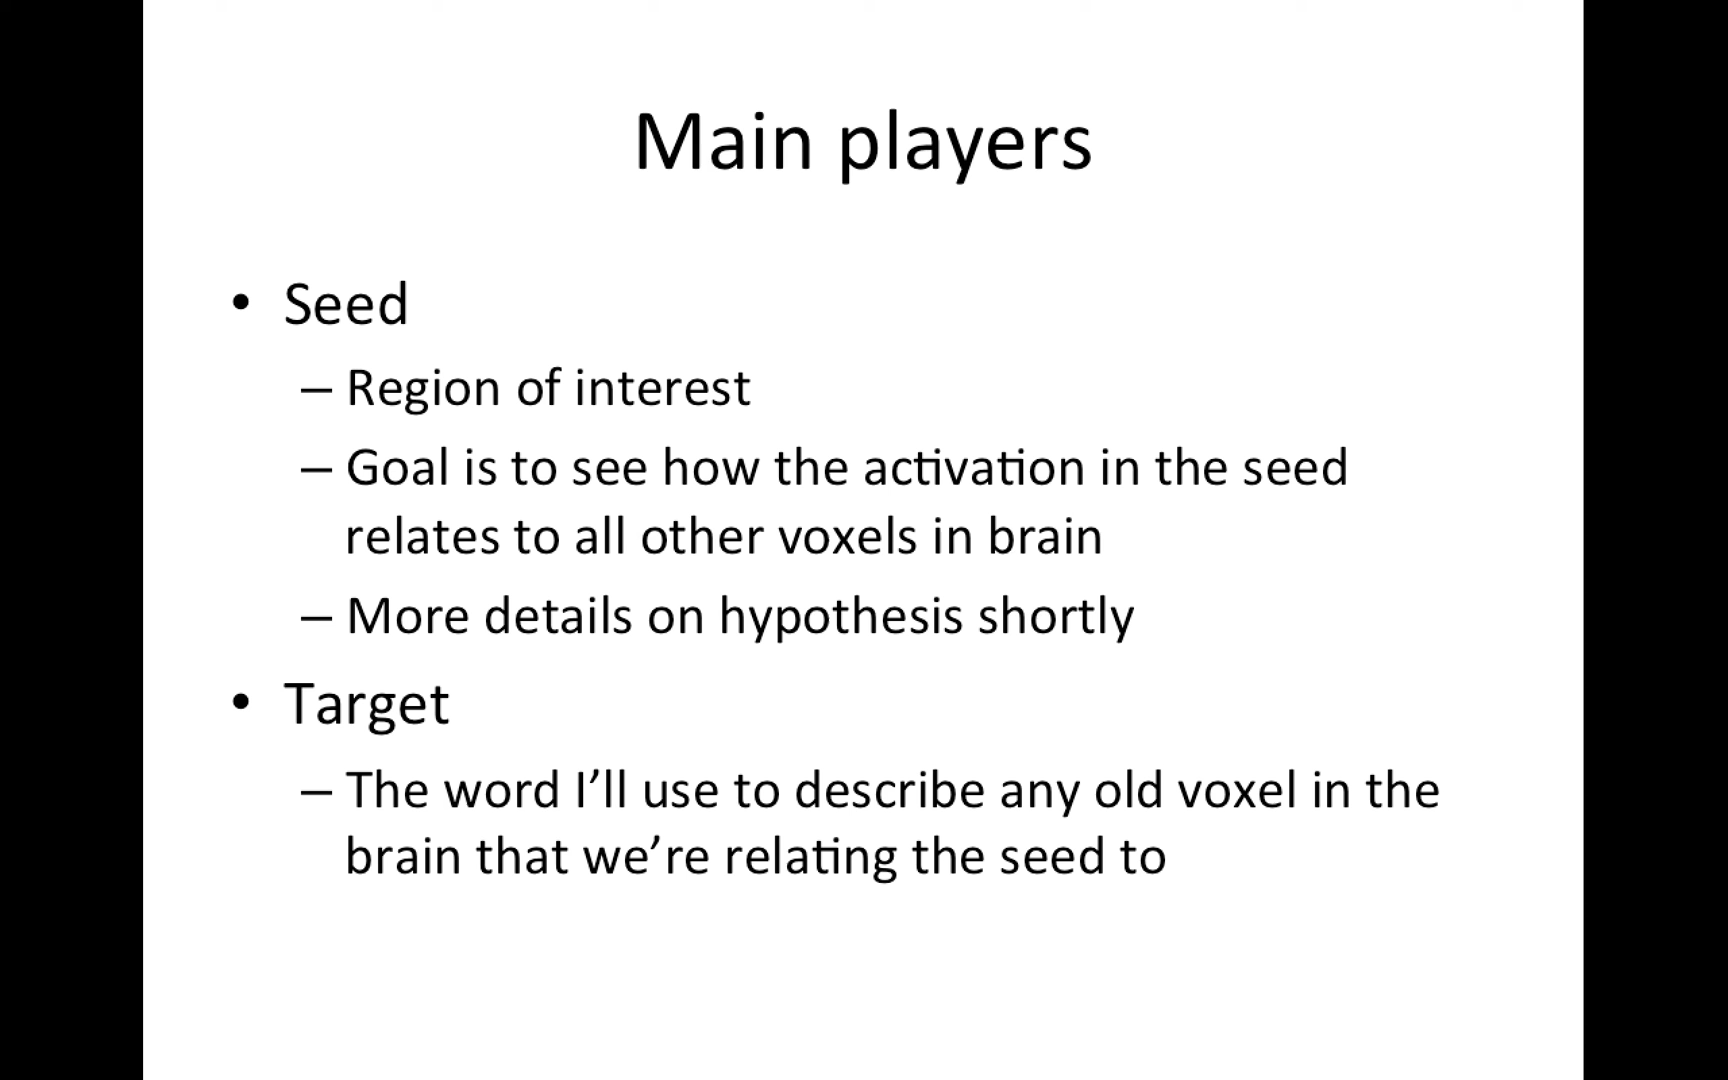 Main players
• Seed
– Region of interest
– Goal is to see how the activation in the seed
relates to all other voxels in brain
– More details on hypothesis shortly
• Target
– The word I’ll use to describe any old voxel in the
brain that we’re relating the seed to